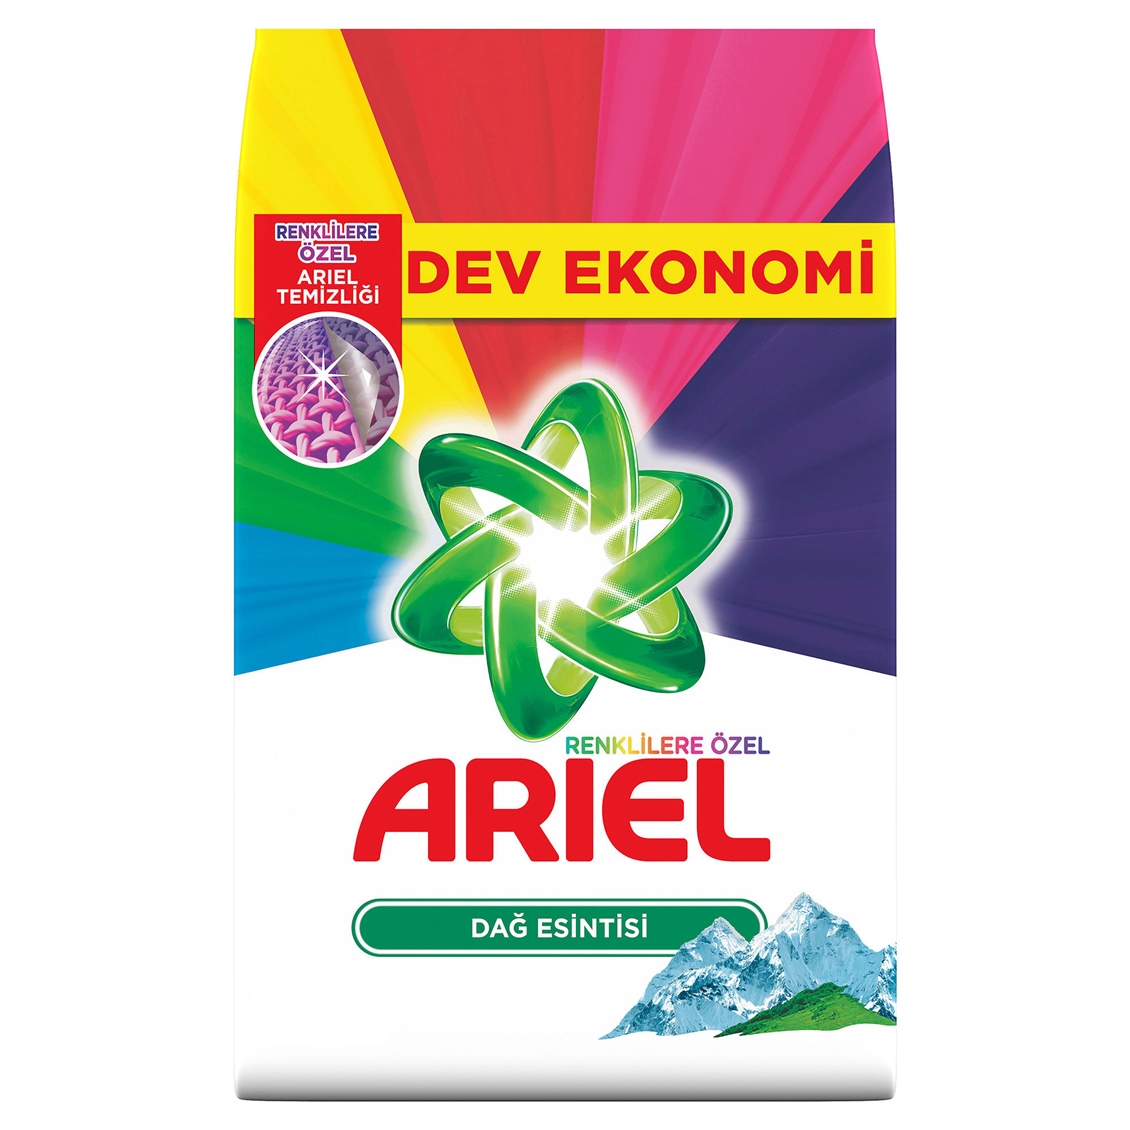 RENKLİLERE
ÖZEL
ARIEL
TEMİZLİĞİ
DEV EKONOMİ
RENKLİLERE ÖZEL
ARIEL
DAĞ ESİNTİSİ